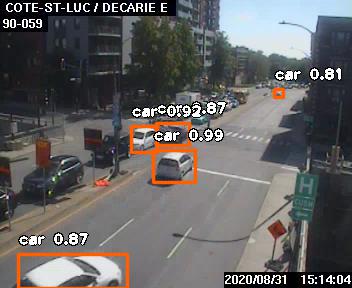 COTE-ST-LUC / DECARIE E
90-059
car 0.81
car 0.92
car 0.87
car 0.99
H
car 0.87
2020/08/31 15:14:04